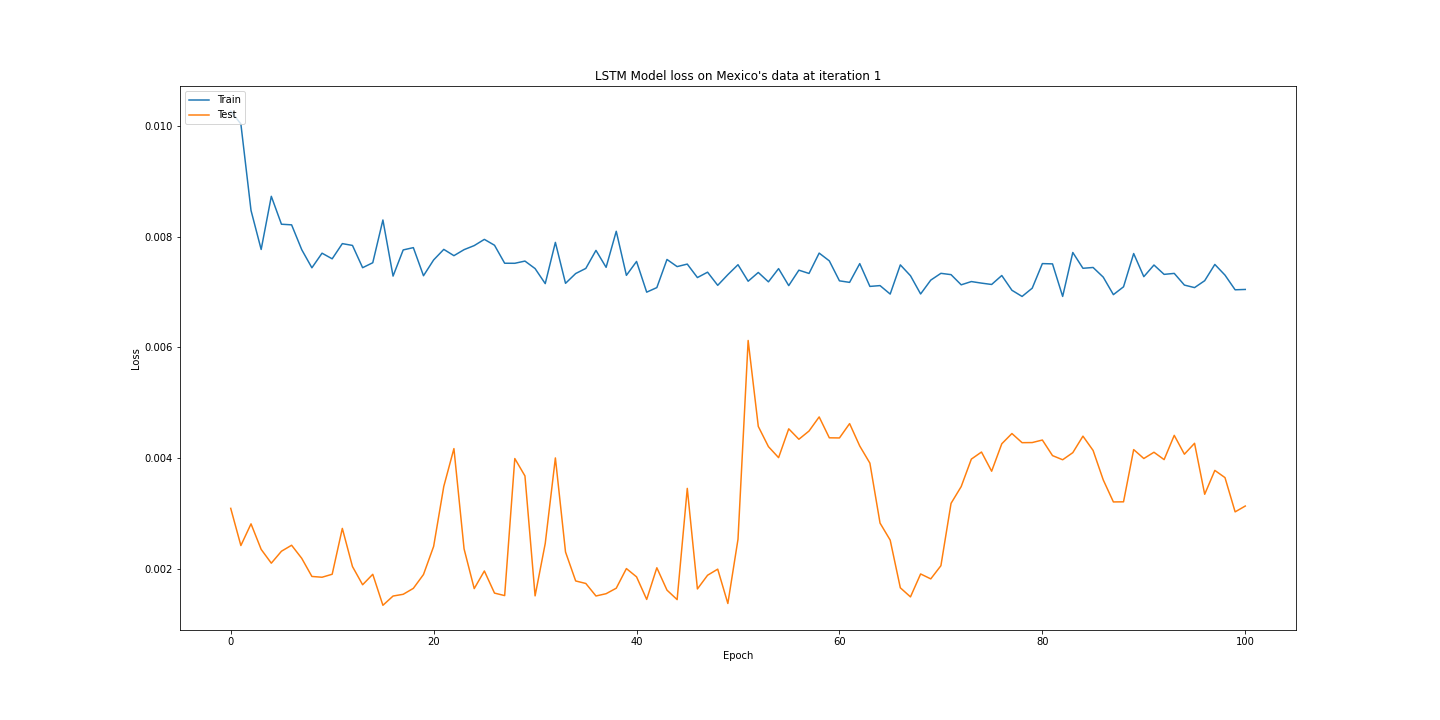 LSTM Model loss on Mexico's data at iteration 1
Train
Test
0.010
0.008
0.006
0.004
0.002
Loss
0 20 40 60 80 100
Epoch